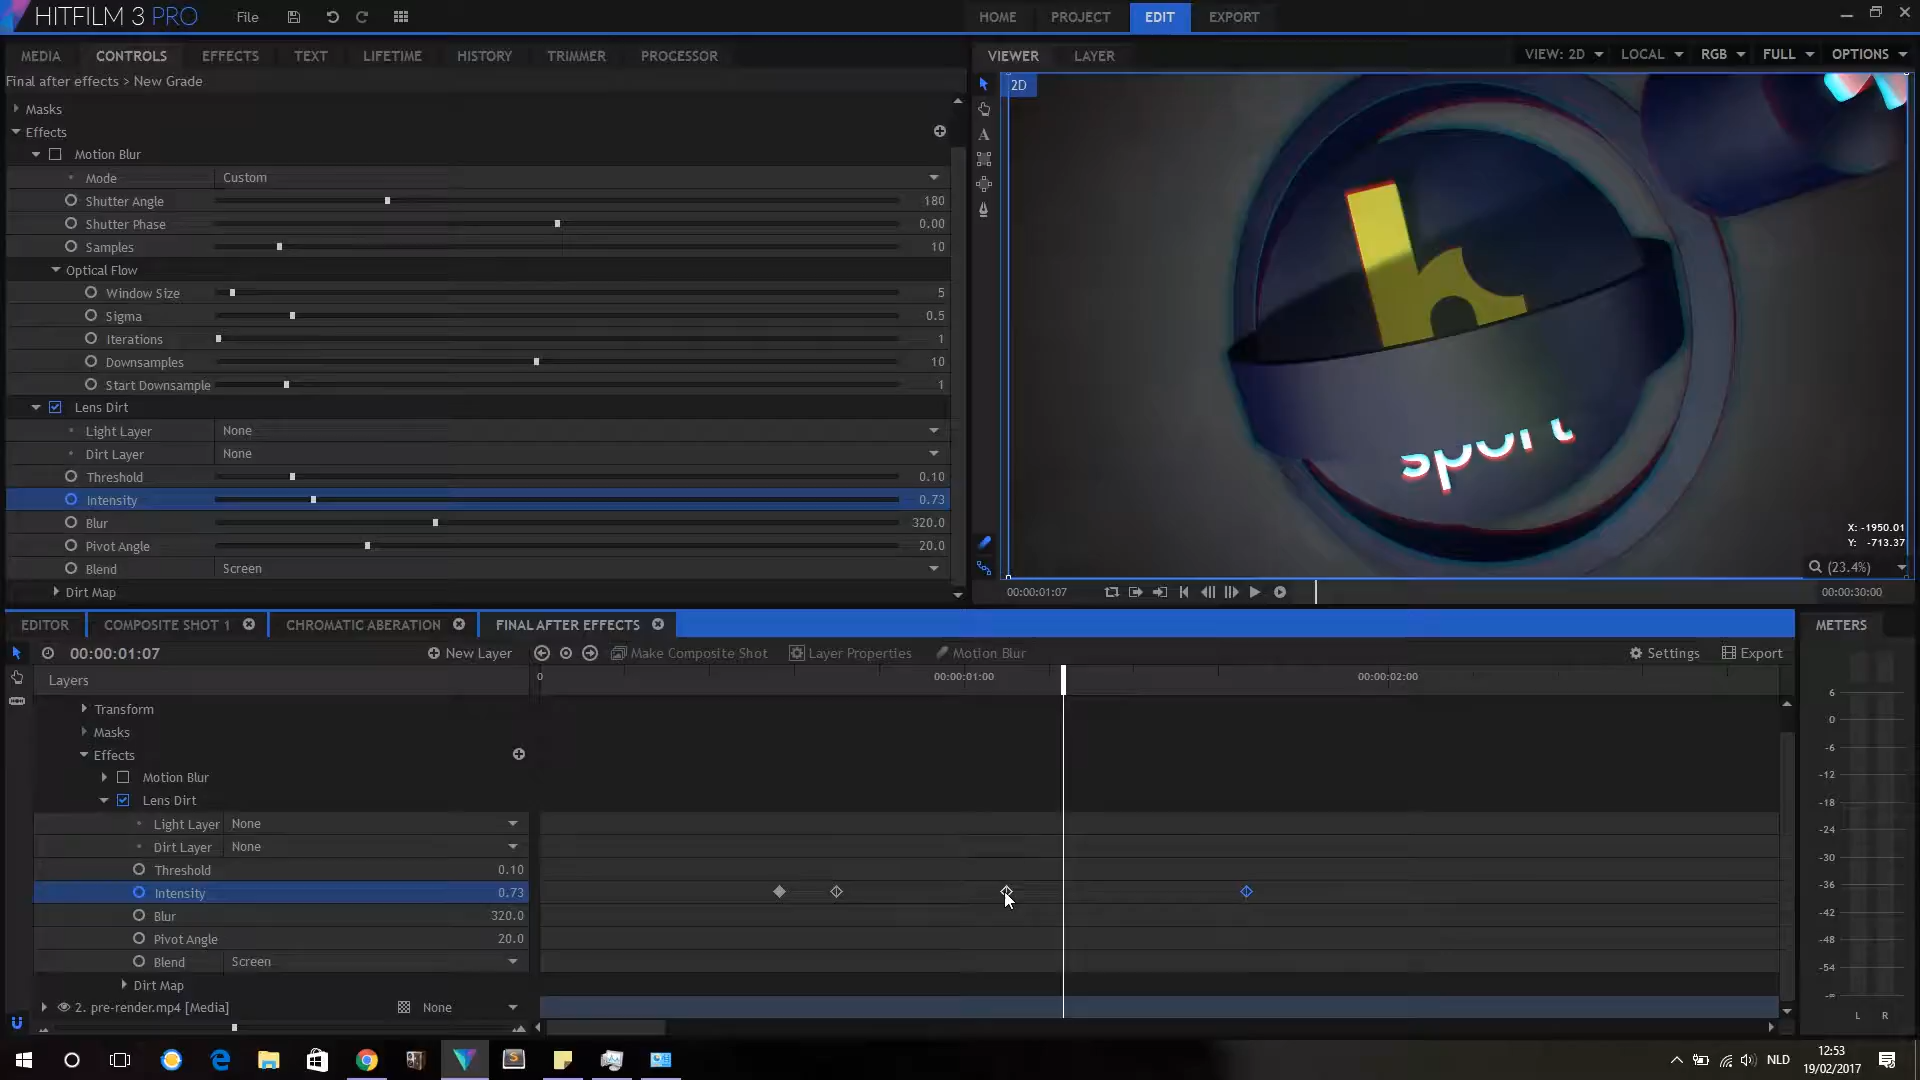 HITFILM 3 PRO File HOME PROJECT EDIT EXPORT
MEDIA CONTROLS EFFECTS TEXT LIFETIME HISTORY TRIMMER PROCESSOR
Final after effects > New Grade
Masks
Effects
Motion Blur
Mode Custom
Shutter Angle 180
Shutter Phase 0.00
Samples 10
Optical Flow
Window Size 5
Sigma 0.5
Iterations 1
Downsamples 10
Start Downsample 1
Lens Dirt
Light Layer None
Dirt Layer None
Threshold 0.10
Intensity 0.73
Blur 320.0
Pivot Angle 20.0
Blend Screen
Dirt Map
VIEWER LAYER VIEW: 2D LOCAL RGB FULL OPTIONS
2D
h
sport
X: -1950.01
Y: -713.37
(23.4%)
00:00:01:07 00:00:30:00
EDITOR COMPOSITE SHOT 1 CHROMATIC ABERATION FINAL AFTER EFFECTS
00:00:01:07 New Layer Make Composite Shot Layer Properties Motion Blur Settings Export
Layers 0 00:00:01:00 00:00:02:00
Transform
Masks
Effects
Motion Blur
Lens Dirt
Light Layer None
Dirt Layer None
Threshold 0.10
Intensity 0.73
Blur 320.0
Pivot Angle 20.0
Blend Screen
Dirt Map
2. pre-render.mp4 [Media] None
METERS
6
0
-6
-12
-18
-24
-30
-36
-42
-48
-54
-∞
L R
NLD
12:53
19/02/2017